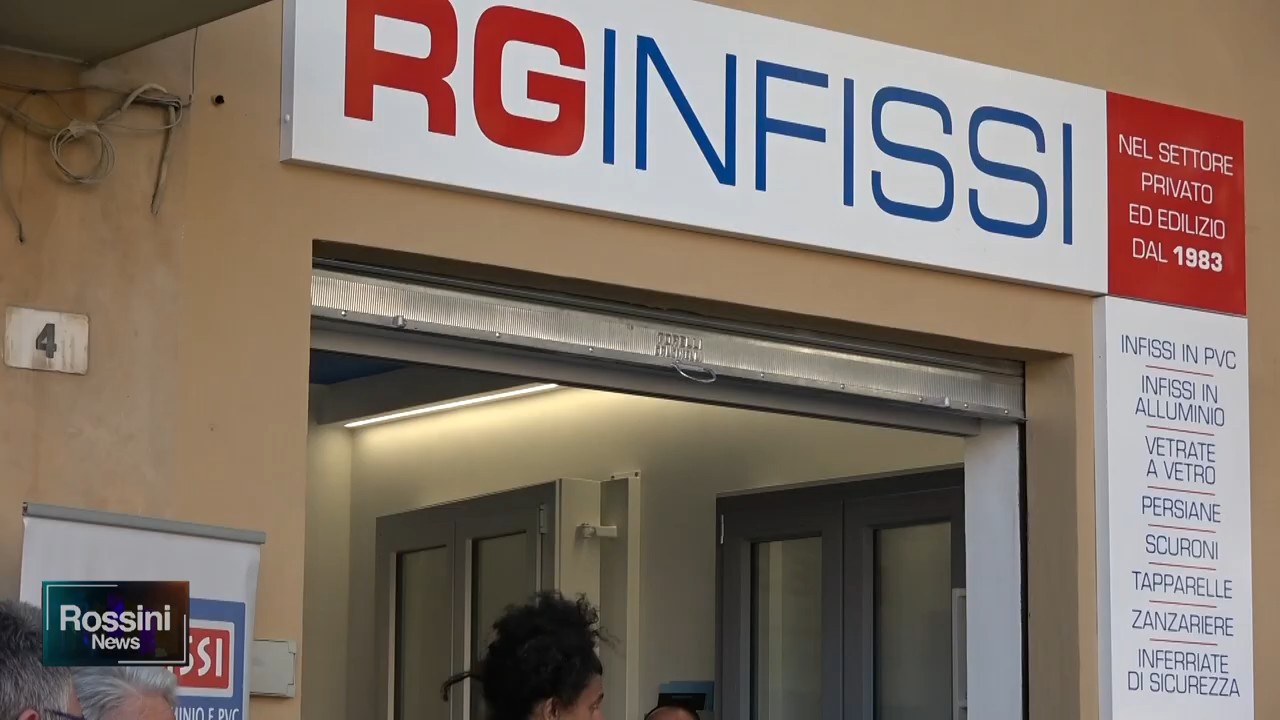 RGINFISSI
NEL SETTORE
PRIVATO
ED EDILIZIO
DAL 1983
INFISSI IN PVC
INFISSI IN
ALLUMINIO
VETRATE
A VETRO
PERSIANE
SCURONI
TAPPARELLE
ZANZARIERE
INFERRIATE
DI SICUREZZA
4
Rossini
News
E PVC